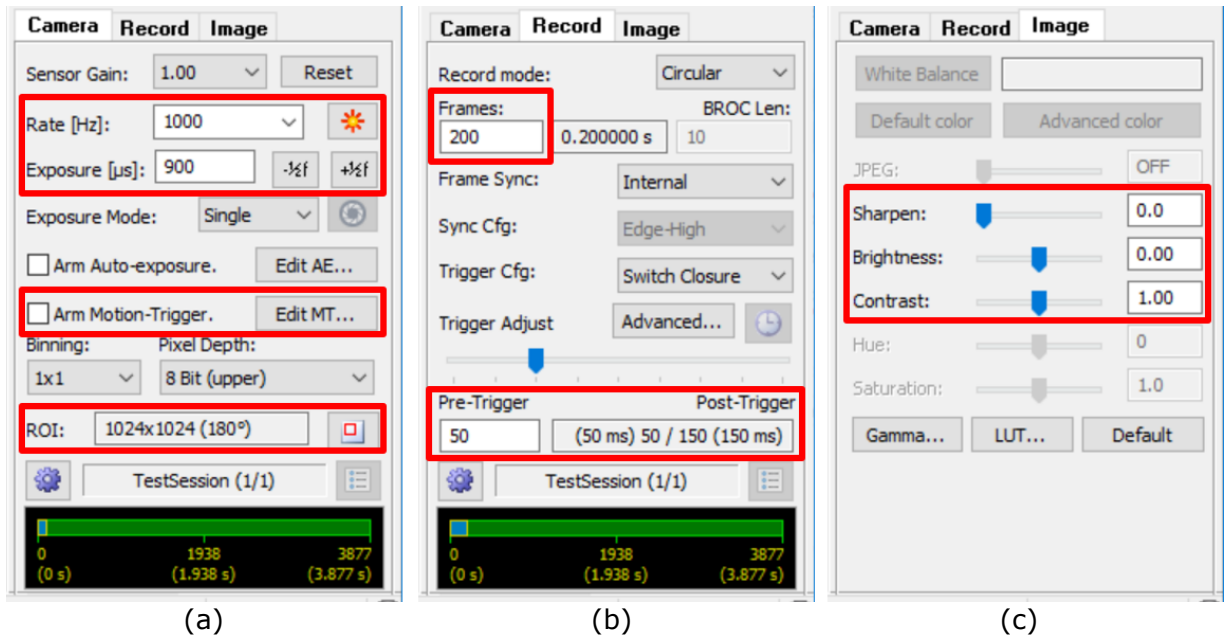 Camera Record Image
Sensor Gain: 1.00 Reset
Rate [Hz]: 1000
Exposure [µs]: 900 -½f +½f
Exposure Mode: Single
Arm Auto-exposure. Edit AE...
Arm Motion-Trigger. Edit MT...
Binning: Pixel Depth:
1x1 8 Bit (upper)
ROI: 1024x1024 (180°)
TestSession (1/1)
0 1938 3877
(0 s) (1.938 s) (3.877 s)
(a)
Camera Record Image
Record mode: Circular
Frames: BROC Len:
200 0.200000 s 10
Frame Sync: Internal
Sync Cfg: Edge-High
Trigger Cfg: Switch Closure
Trigger Adjust Advanced...
Pre-Trigger Post-Trigger
50 (50 ms) 50 / 150 (150 ms)
TestSession (1/1)
0 1938 3877
(0 s) (1.938 s) (3.877 s)
(b)
Camera Record Image
White Balance
Default color Advanced color
JPEG: OFF
Sharpen: 0.0
Brightness: 0.00
Contrast: 1.00
Hue: 0
Saturation: 1.0
Gamma... LUT... Default
(c)